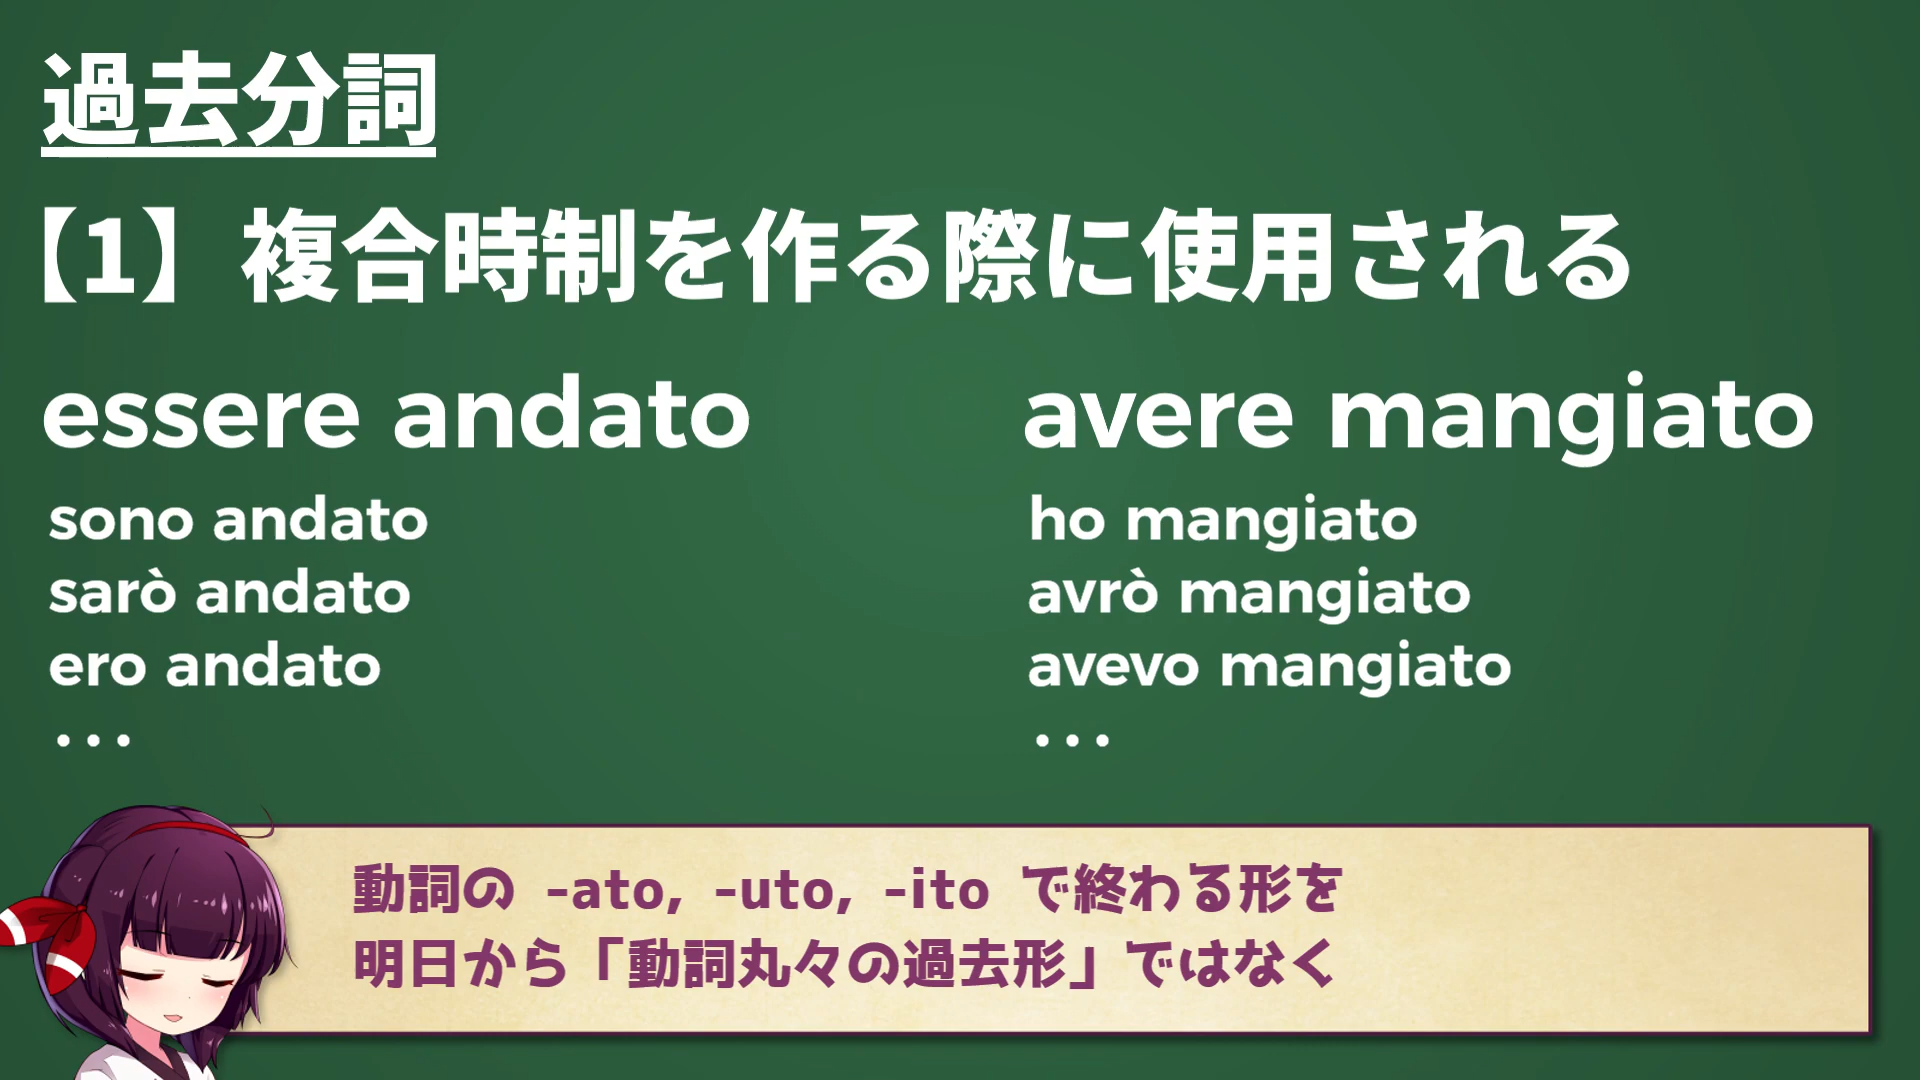 過去分詞
【1】 複合時制を作る際に使用される
essere andato
sono andato
sarò andato
ero andato
...
avere mangiato
ho mangiato
avrò mangiato
avevo mangiato
...
動詞の -ato, -uto, -ito で終わる形を
明日から「動詞丸々の過去形」ではなく